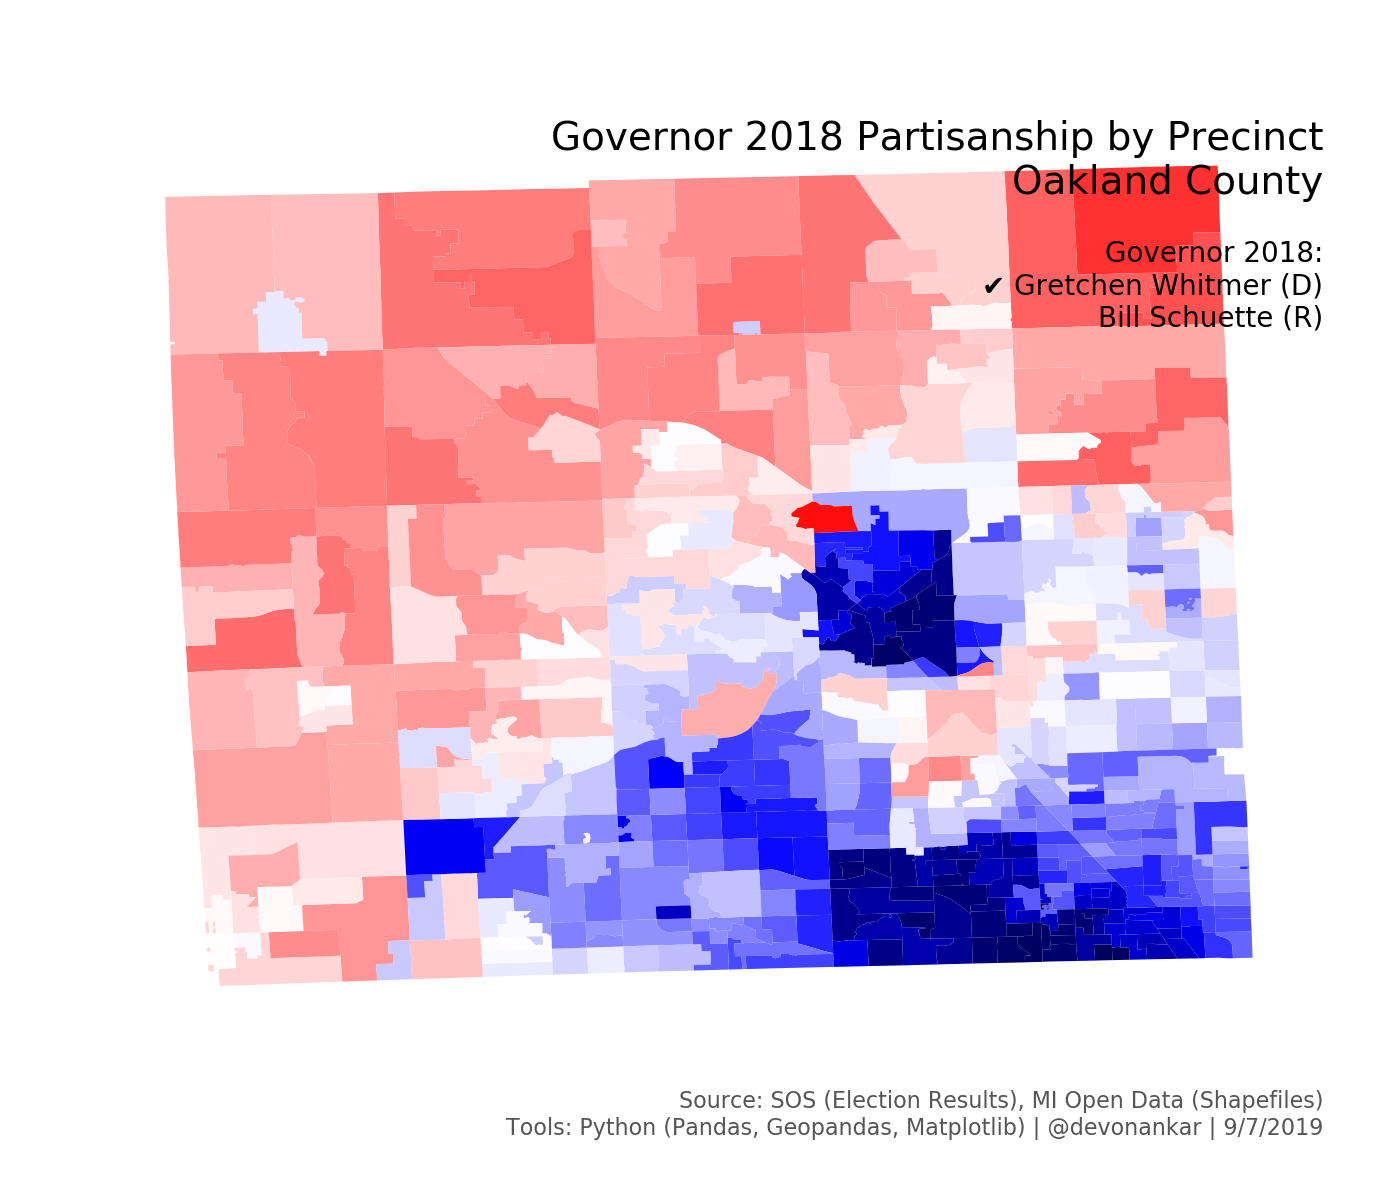 Governor 2018 Partisanship by Precinct
Oakland County
Governor 2018:
✔ Gretchen Whitmer (D)
Bill Schuette (R)
Source: SOS (Election Results), MI Open Data (Shapefiles)
Tools: Python (Pandas, Geopandas, Matplotlib) | @devonankar | 9/7/2019